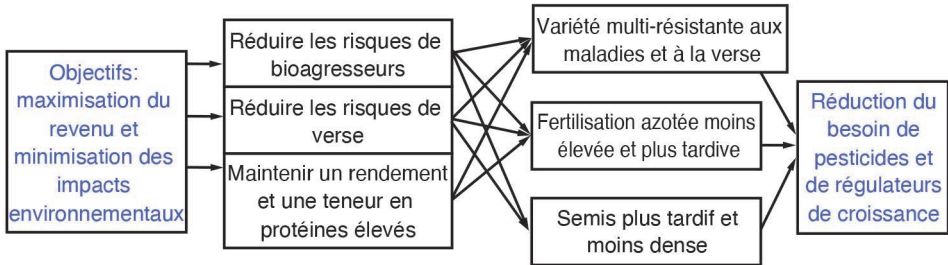 Objectifs:
maximisation du
revenu et
minimisation des
impacts
environnementaux
Réduire les risques de
bioagresseurs
Réduire les risques de
verse
Maintenir un rendement
et une teneur en
protéines élevés
Variété multi-résistante aux
maladies et à la verse
Fertilisation azotée moins
élevée et plus tardive
Semis plus tardif et
moins dense
Réduction du
besoin de
pesticides et
de régulateurs
de croissance